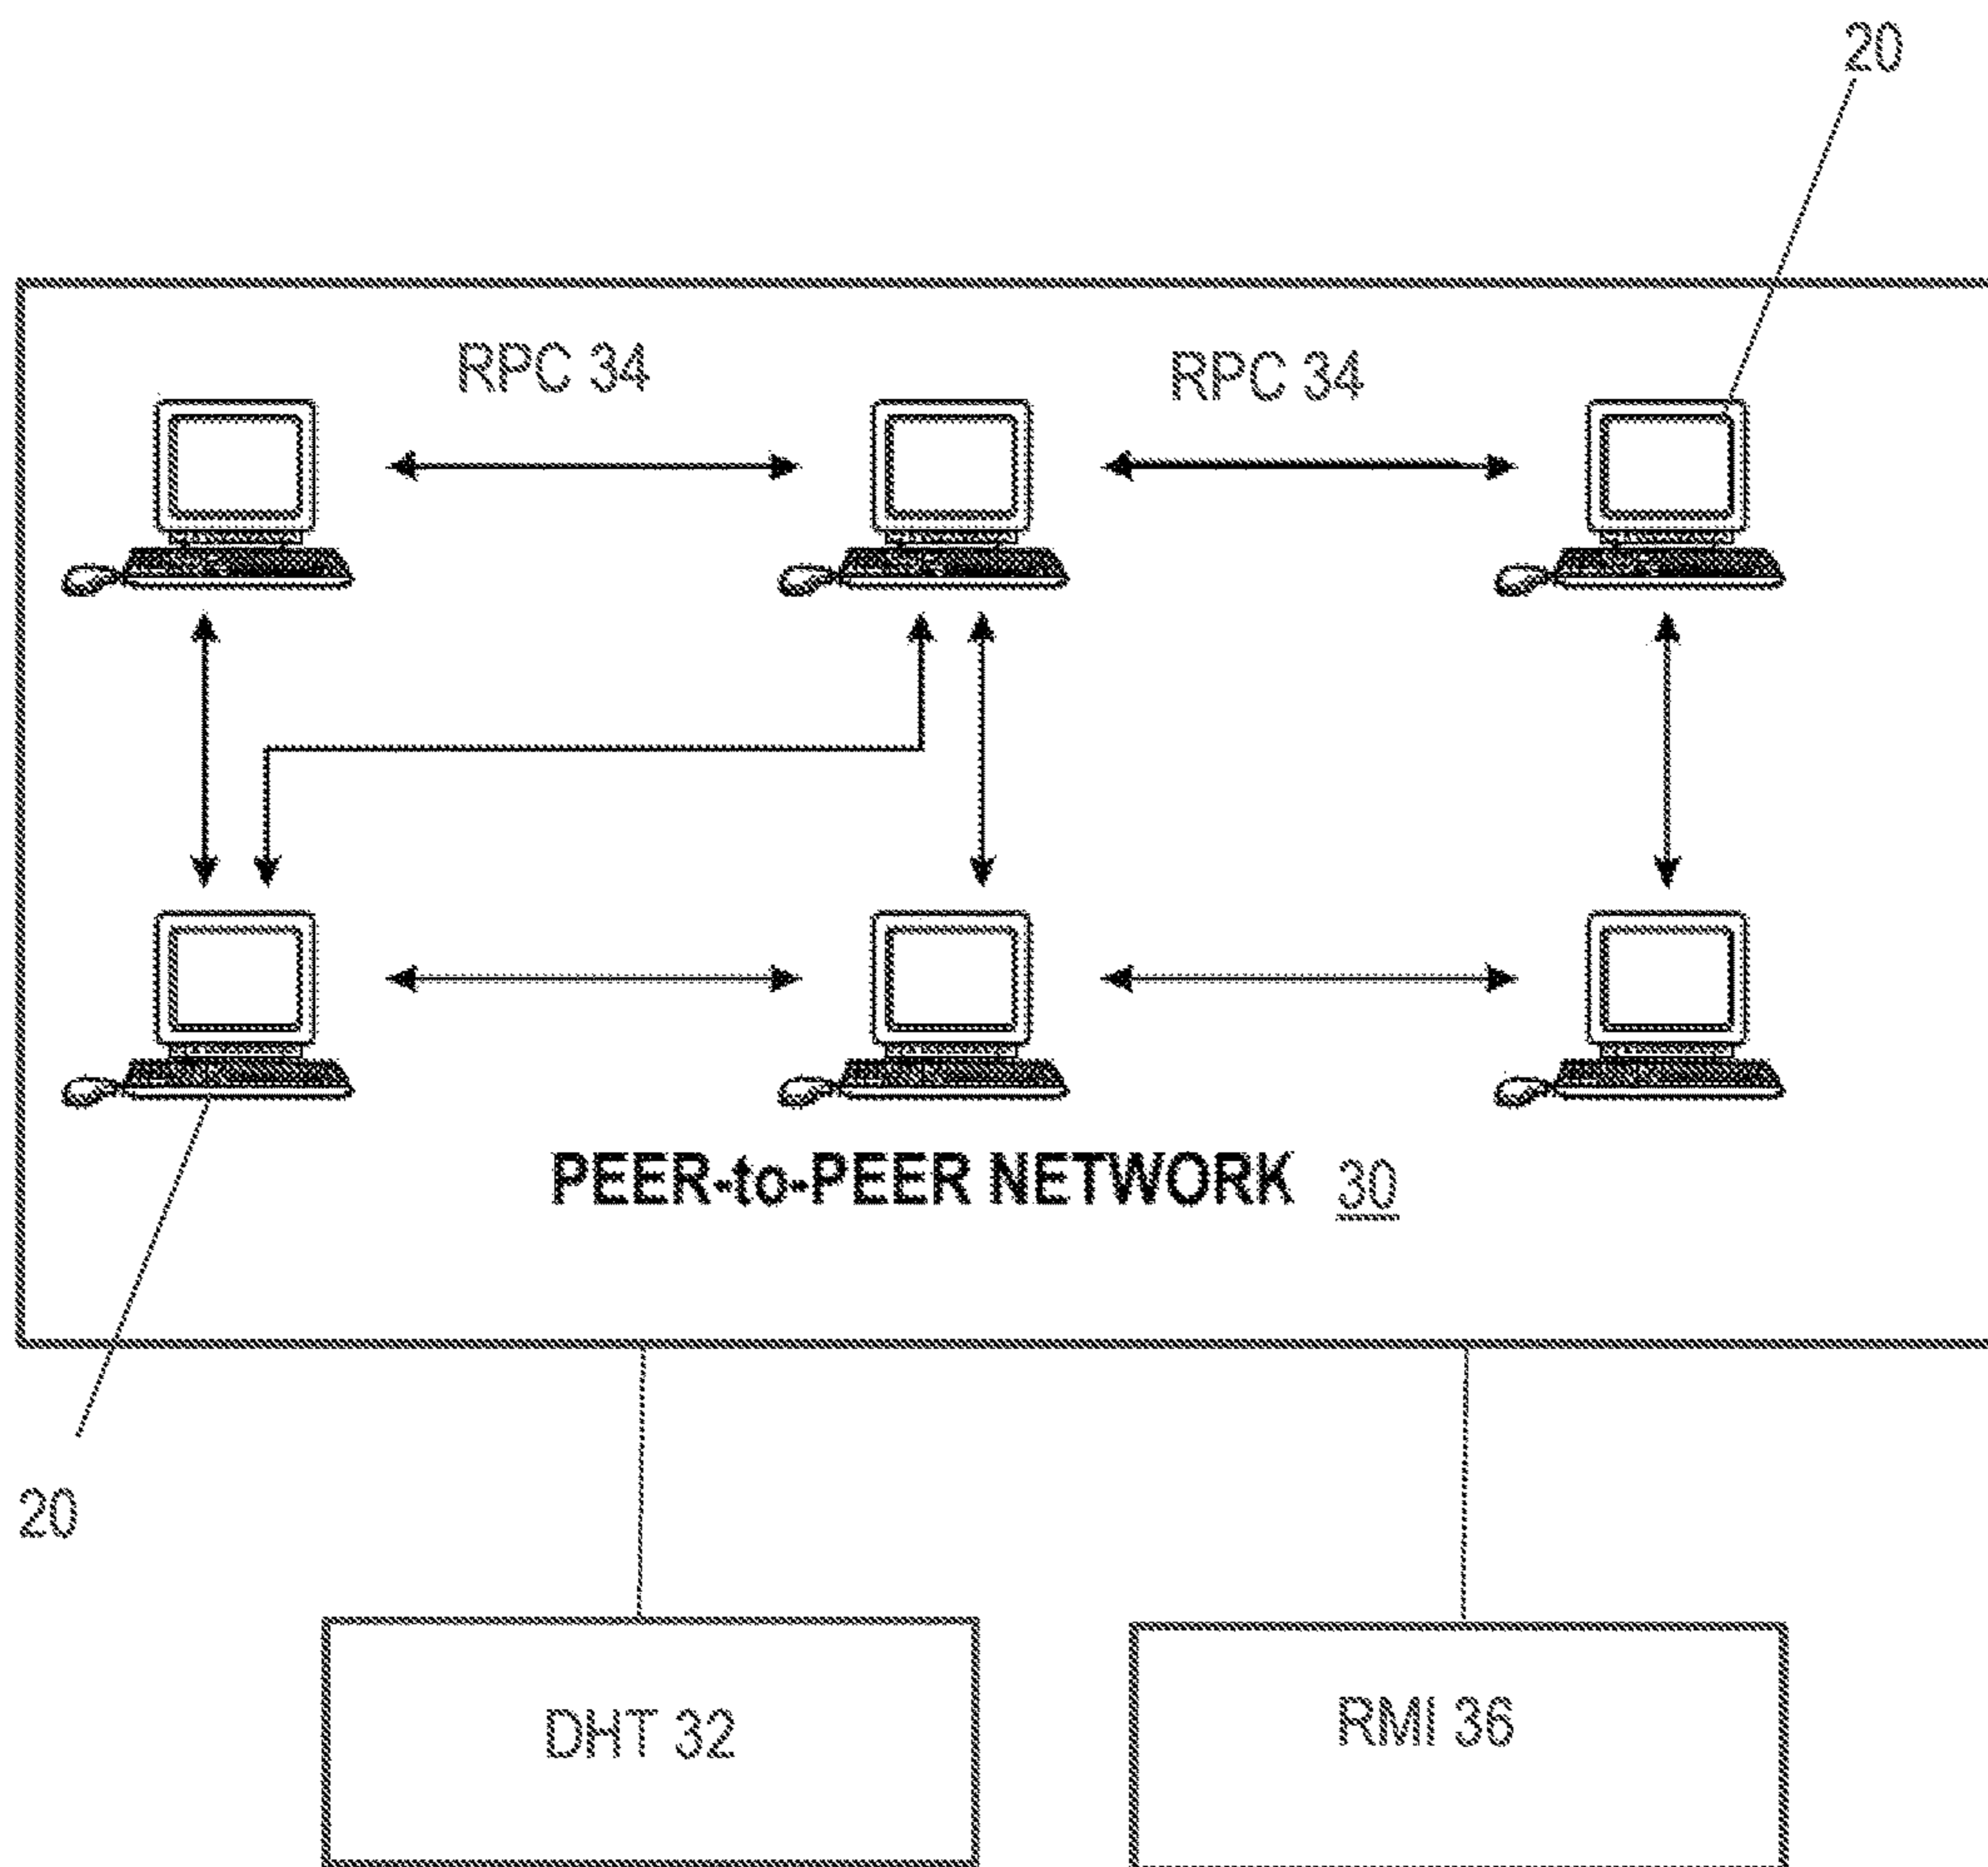 20
RPC 34
RPC 34
PEER-to-PEER NETWORK 30
20
DHT 32
RMI 36